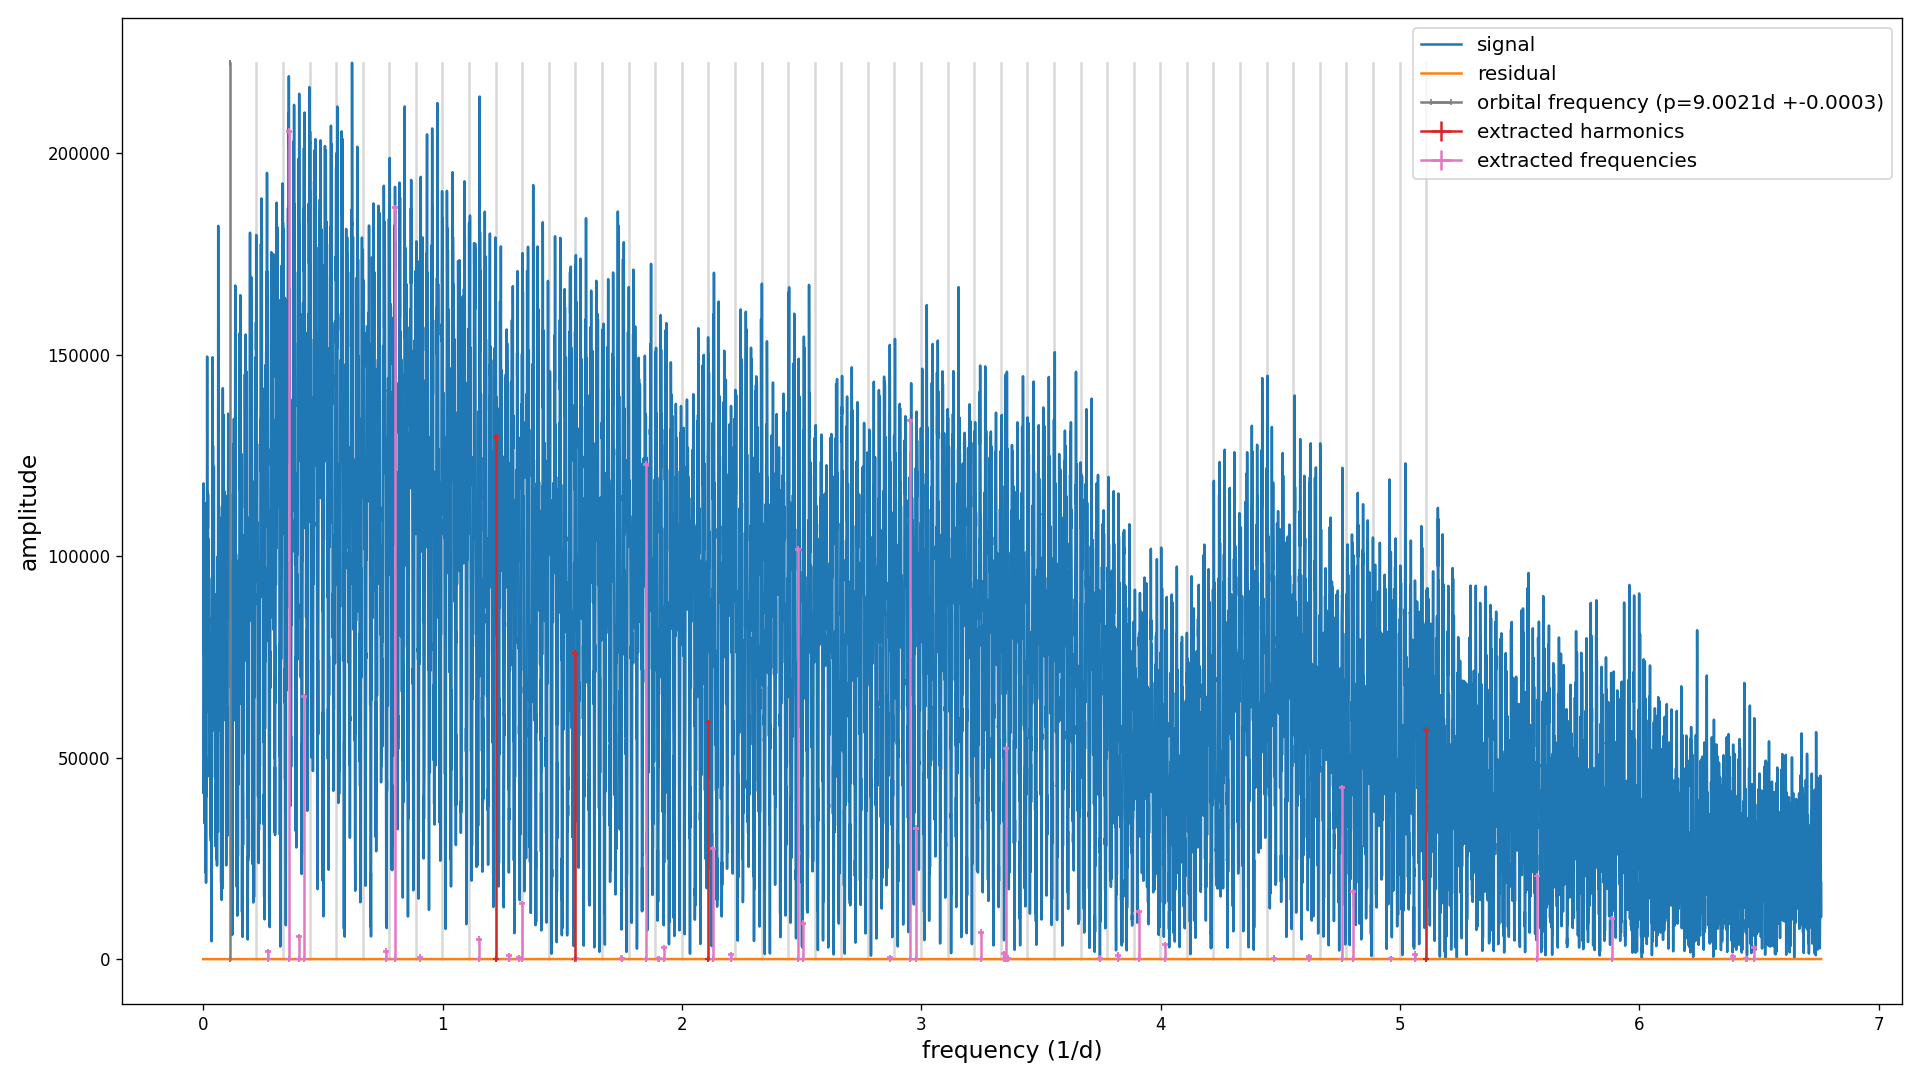 signal
residual
orbital frequency (p=9.0021d +-0.0003)
extracted harmonics
extracted frequencies
200000
150000
100000
50000
0
amplitude
0 1 2 3 4 5 6 7
frequency (1/d)